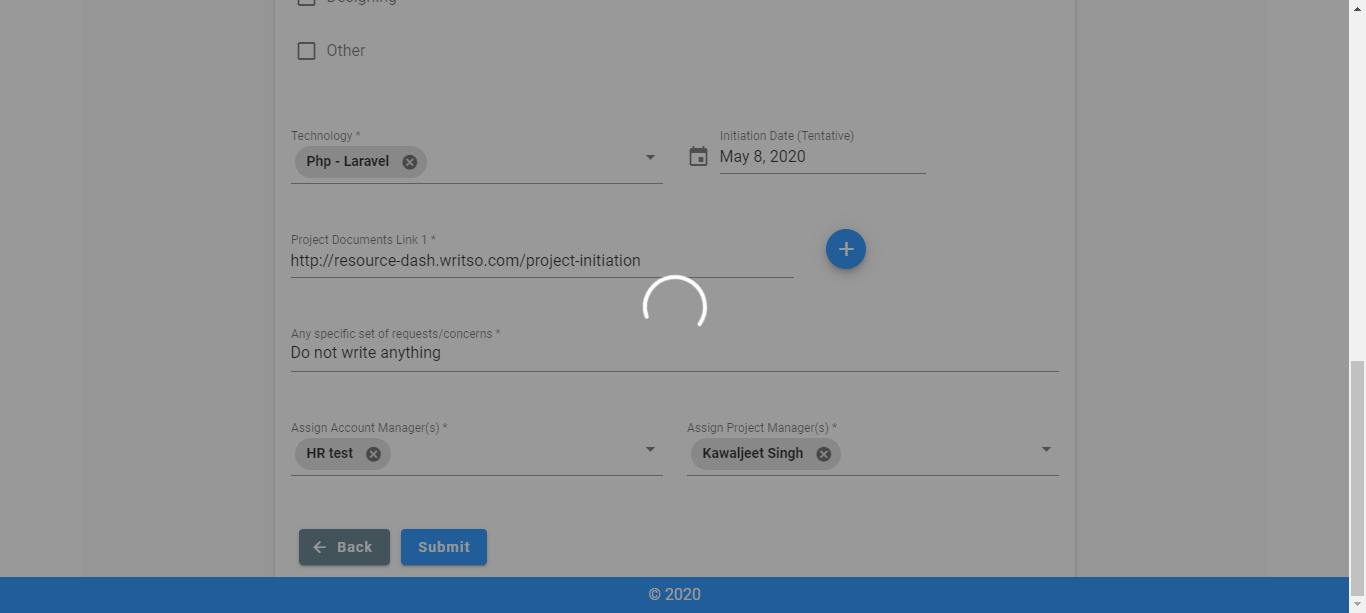 Designing
Other
Technology *
Php - Laravel
Initiation Date (Tentative)
May 8, 2020
Project Documents Link 1 *
http://resource-dash.writso.com/project-initiation
Any specific set of requests/concerns *
Do not write anything
Assign Account Manager(s) *
HR test
Assign Project Manager(s) *
Kawaljeet Singh
Back
Submit
© 2020